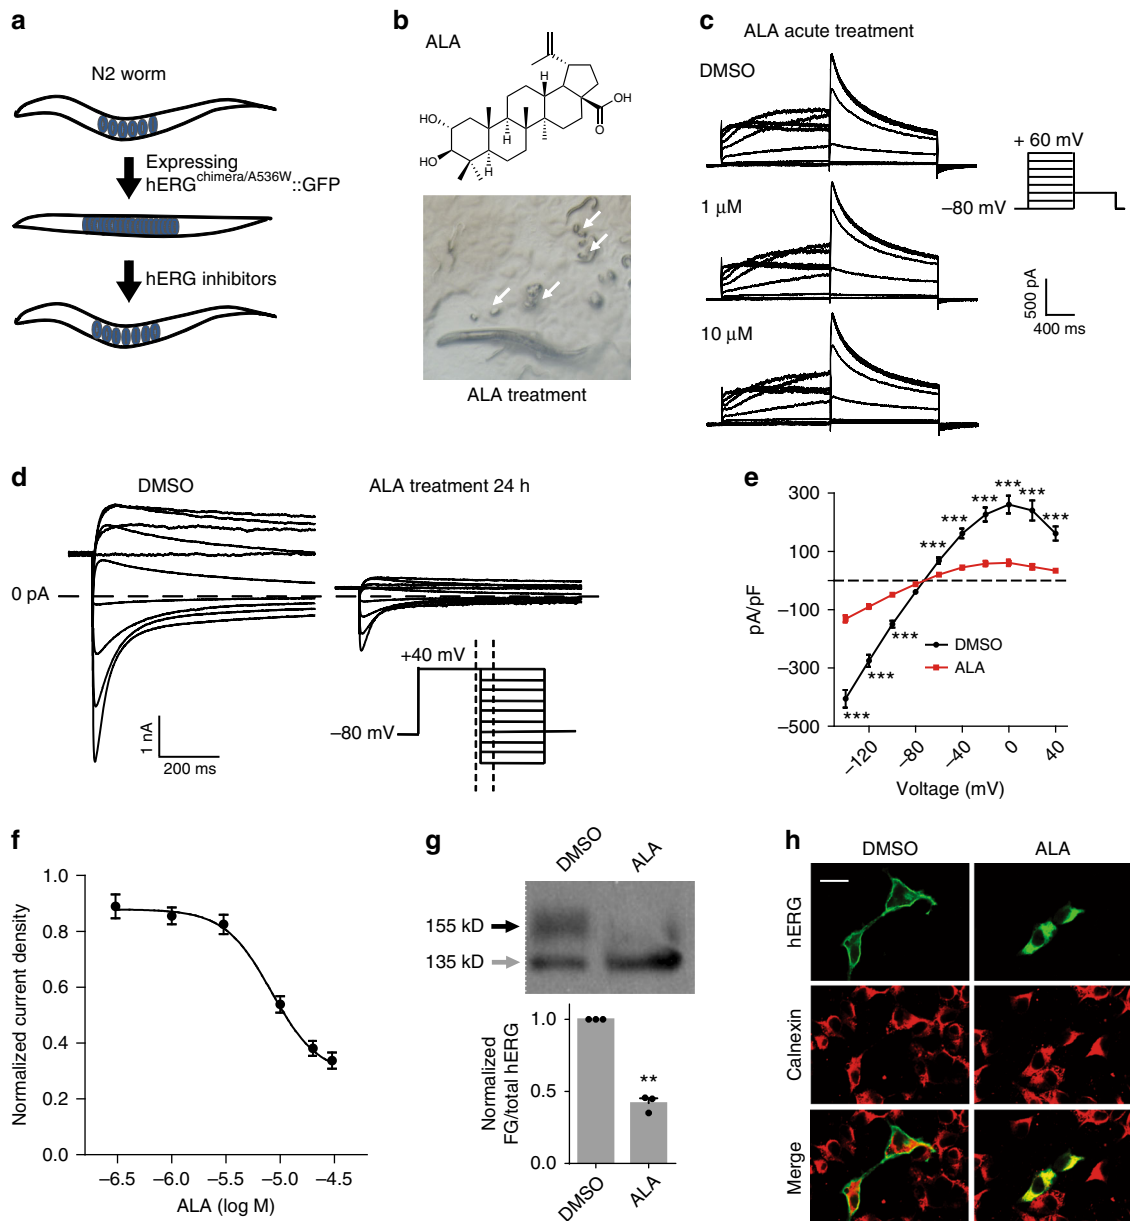 a
N2 worm
Expressing
hERG^chimera/A536W::GFP
hERG inhibitors
b
ALA
H
OH
O
HO
H
HO
H
H
ALA treatment
c
ALA acute treatment
DMSO
1 μM
10 μM
+ 60 mV
−80 mV
500 pA
400 ms
d
DMSO
ALA treatment 24 h
0 pA
1 nA
200 ms
+40 mV
−80 mV
e
300
100
−100
−300
−500
pA/pF
***
***
***
***
***
***
***
***
***
***
DMSO
ALA
−120
−80
−40
0
40
Voltage (mV)
f
1.0
0.8
0.6
0.4
0.2
0.0
Normalized current density
−6.5
−6.0
−5.5
−5.0
−4.5
ALA (log M)
g
DMSO
ALA
155 kD
135 kD
1.0
0.5
0.0
Normalized
FG/total hERG
**
DMSO
ALA
h
DMSO
ALA
hERG
Calnexin
Merge